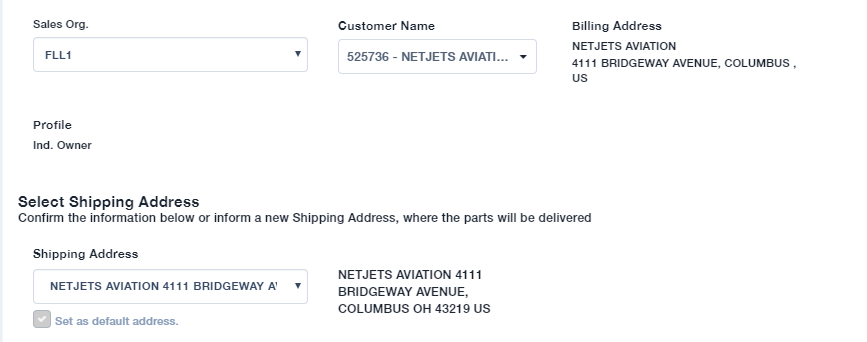 Sales Org.
FLL1
Customer Name
525736 - NETJETS AVIATI...
Billing Address
NETJETS AVIATION
4111 BRIDGEWAY AVENUE, COLUMBUS ,
US
Profile
Ind. Owner
Select Shipping Address
Confirm the information below or inform a new Shipping Address, where the parts will be delivered
Shipping Address
NETJETS AVIATION 4111 BRIDGEWAY A
NETJETS AVIATION 4111
BRIDGEWAY AVENUE,
COLUMBUS OH 43219 US
Set as default address.